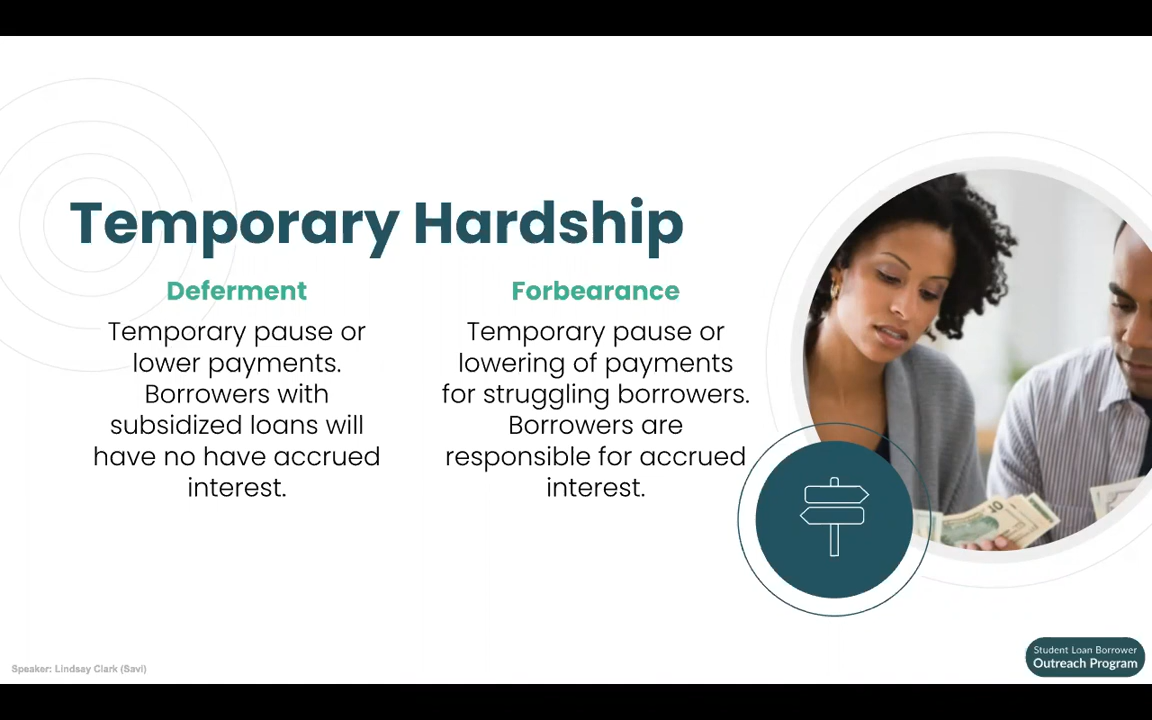 Temporary Hardship
Deferment
Temporary pause or
lower payments.
Borrowers with
subsidized loans will
have no have accrued
interest.
Forbearance
Temporary pause or
lowering of payments
for struggling borrowers.
Borrowers are
responsible for accrued
interest.
10
Speaker: Lindsay Clark (Savi)
Student Loan Borrower
Outreach Program